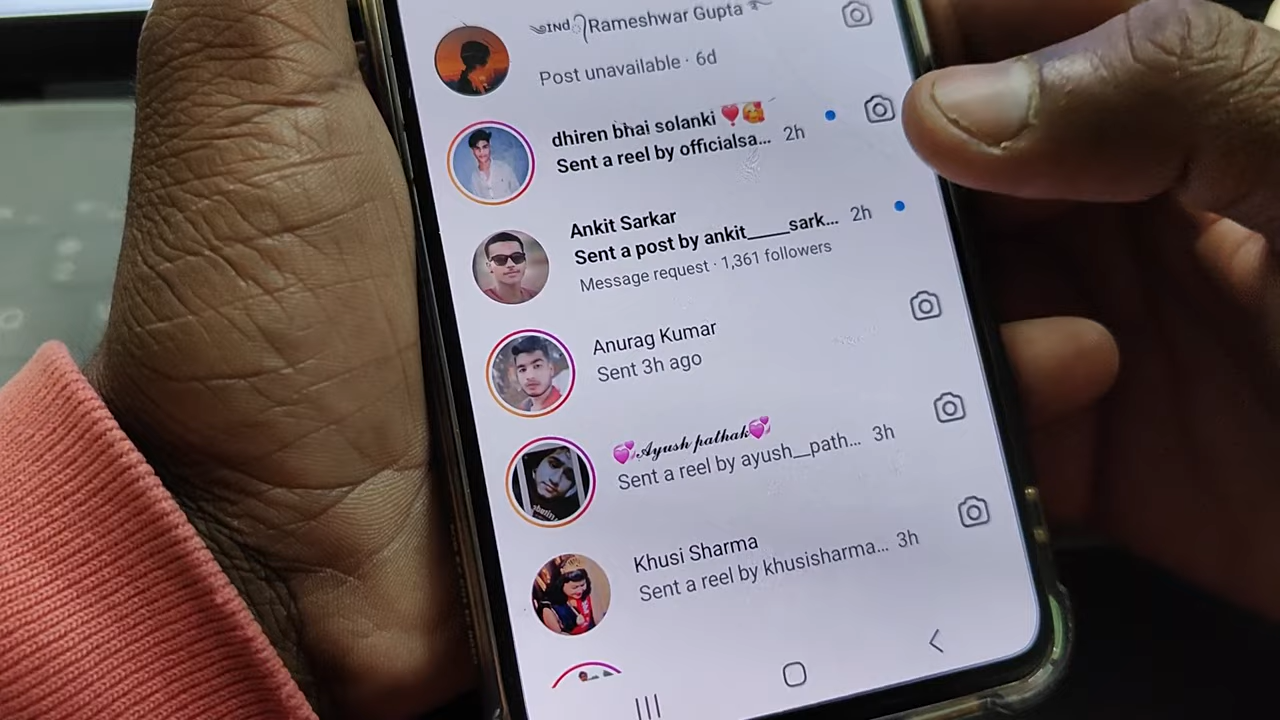 ༄ᶦᶰᵈ᭄Rameshwar Gupta
Post unavailable · 6d
dhiren bhai solanki ❣️🥰
Sent a reel by officialsa... 2h
Ankit Sarkar
Sent a post by ankit____sark... 2h
Message request · 1,361 followers
Anurag Kumar
Sent 3h ago
💞𝓐𝔂𝓾𝓼𝓱 𝓹𝓪𝓽𝓱𝓪𝓴💞
Sent a reel by ayush__path... 3h
Khusi Sharma
Sent a reel by khusisharma... 3h